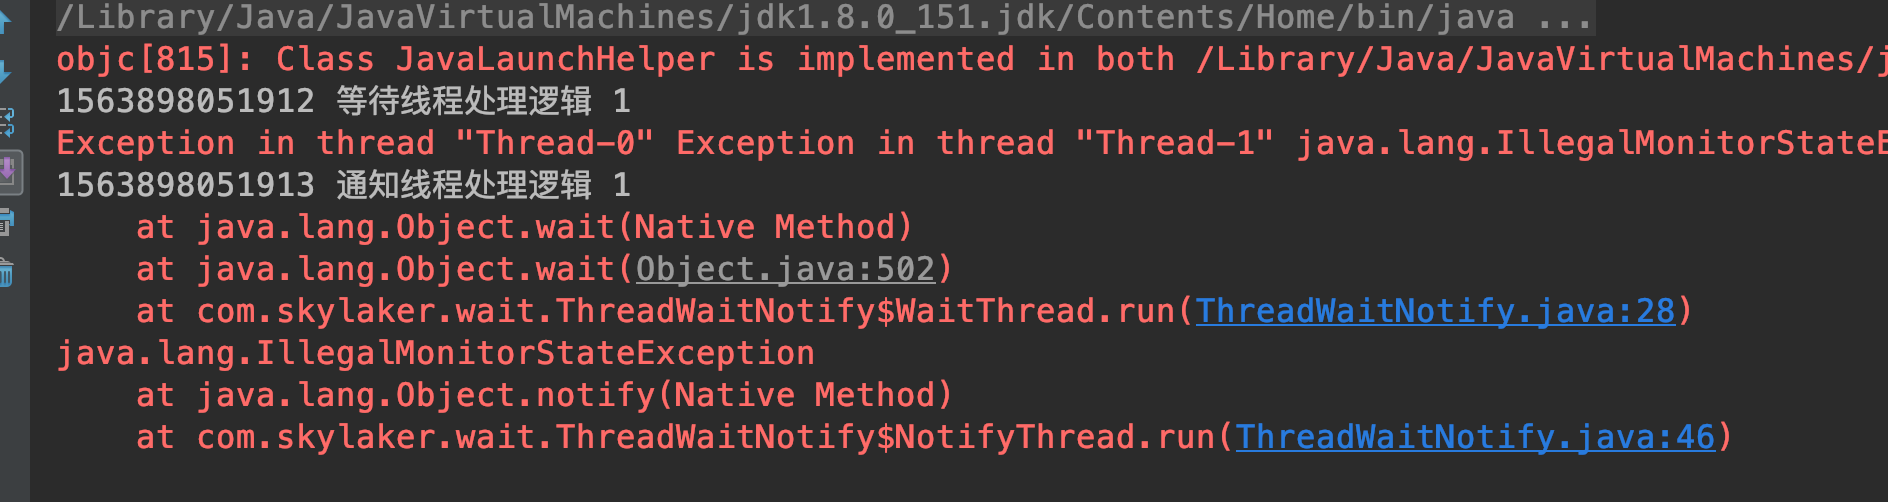 /Library/Java/JavaVirtualMachines/jdk1.8.0_151.jdk/Contents/Home/bin/java ...
objc[815]: Class JavaLaunchHelper is implemented in both /Library/Java/JavaVirtualMachines/j
1563898051912 等待线程处理逻辑 1
Exception in thread "Thread-0" Exception in thread "Thread-1" java.lang.IllegalMonitorStateE
1563898051913 通知线程处理逻辑 1
    at java.lang.Object.wait(Native Method)
    at java.lang.Object.wait(Object.java:502)
    at com.skylaker.wait.ThreadWaitNotify$WaitThread.run(ThreadWaitNotify.java:28)
java.lang.IllegalMonitorStateException
    at java.lang.Object.notify(Native Method)
    at com.skylaker.wait.ThreadWaitNotify$NotifyThread.run(ThreadWaitNotify.java:46)